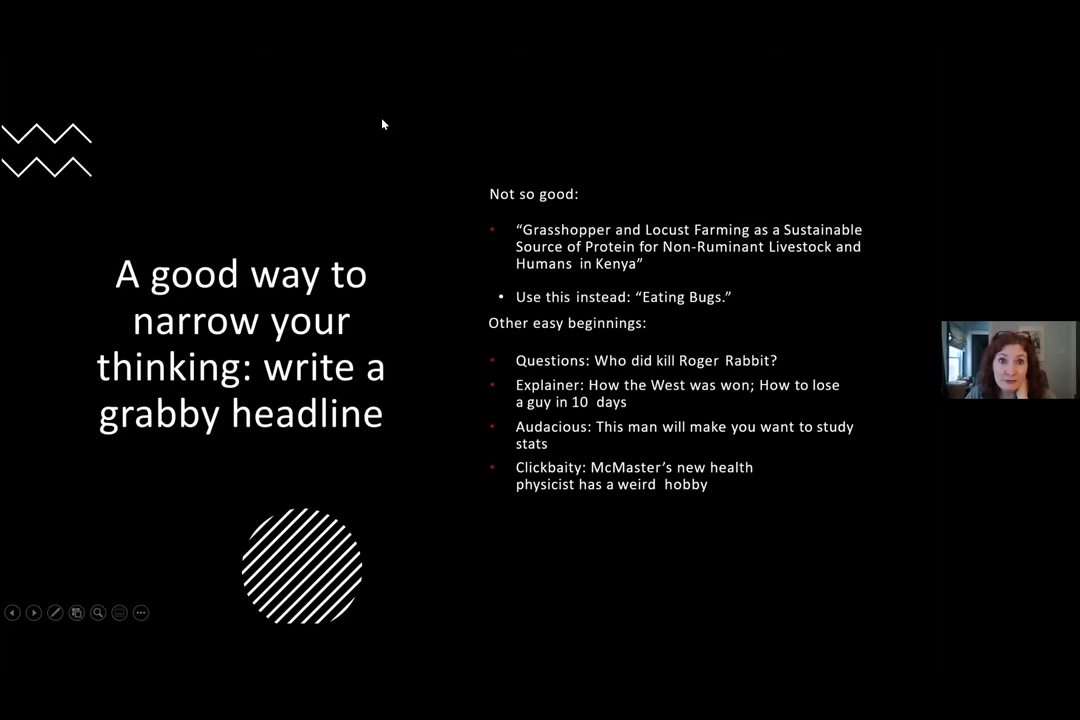 A good way to
narrow your
thinking: write a
grabby headline
Not so good:
• “Grasshopper and Locust Farming as a Sustainable
Source of Protein for Non-Ruminant Livestock and
Humans in Kenya”
• Use this instead: “Eating Bugs.”
Other easy beginnings:
• Questions: Who did kill Roger Rabbit?
• Explainer: How the West was won; How to lose
a guy in 10 days
• Audacious: This man will make you want to study
stats
• Clickbaity: McMaster’s new health
physicist has a weird hobby